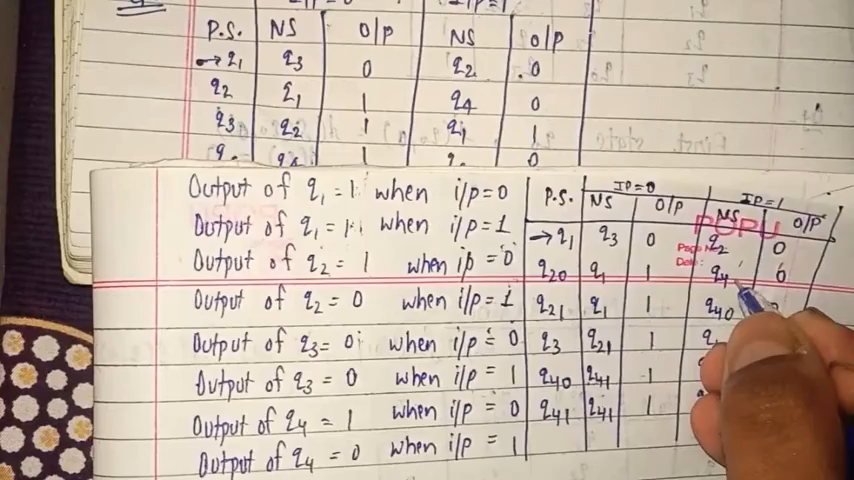 P.S. NS O/P NS O/P
→q1 q3 0 q2 0
q2 q1 1 q4 0
q3 q2 1 q1 1
1 0
Output of q1 = 1 when i/p = 0
Output of q1 = 1 when i/p = 1
Output of q2 = 1 when i/p = 0
Output of q2 = 0 when i/p = 1
Output of q3 = 0 when i/p = 0
Output of q3 = 0 when i/p = 1
Output of q4 = 1 when i/p = 0
Output of q4 = 0 when i/p = 1
IP=0 IP=1
P.S. NS O/P NS O/P
→q1 q3 0 q2 0
q20 q1 1 q4 0
q21 q1 1 q40
q3 q21 1
q40 q41 1
q41 q41 1
POPU